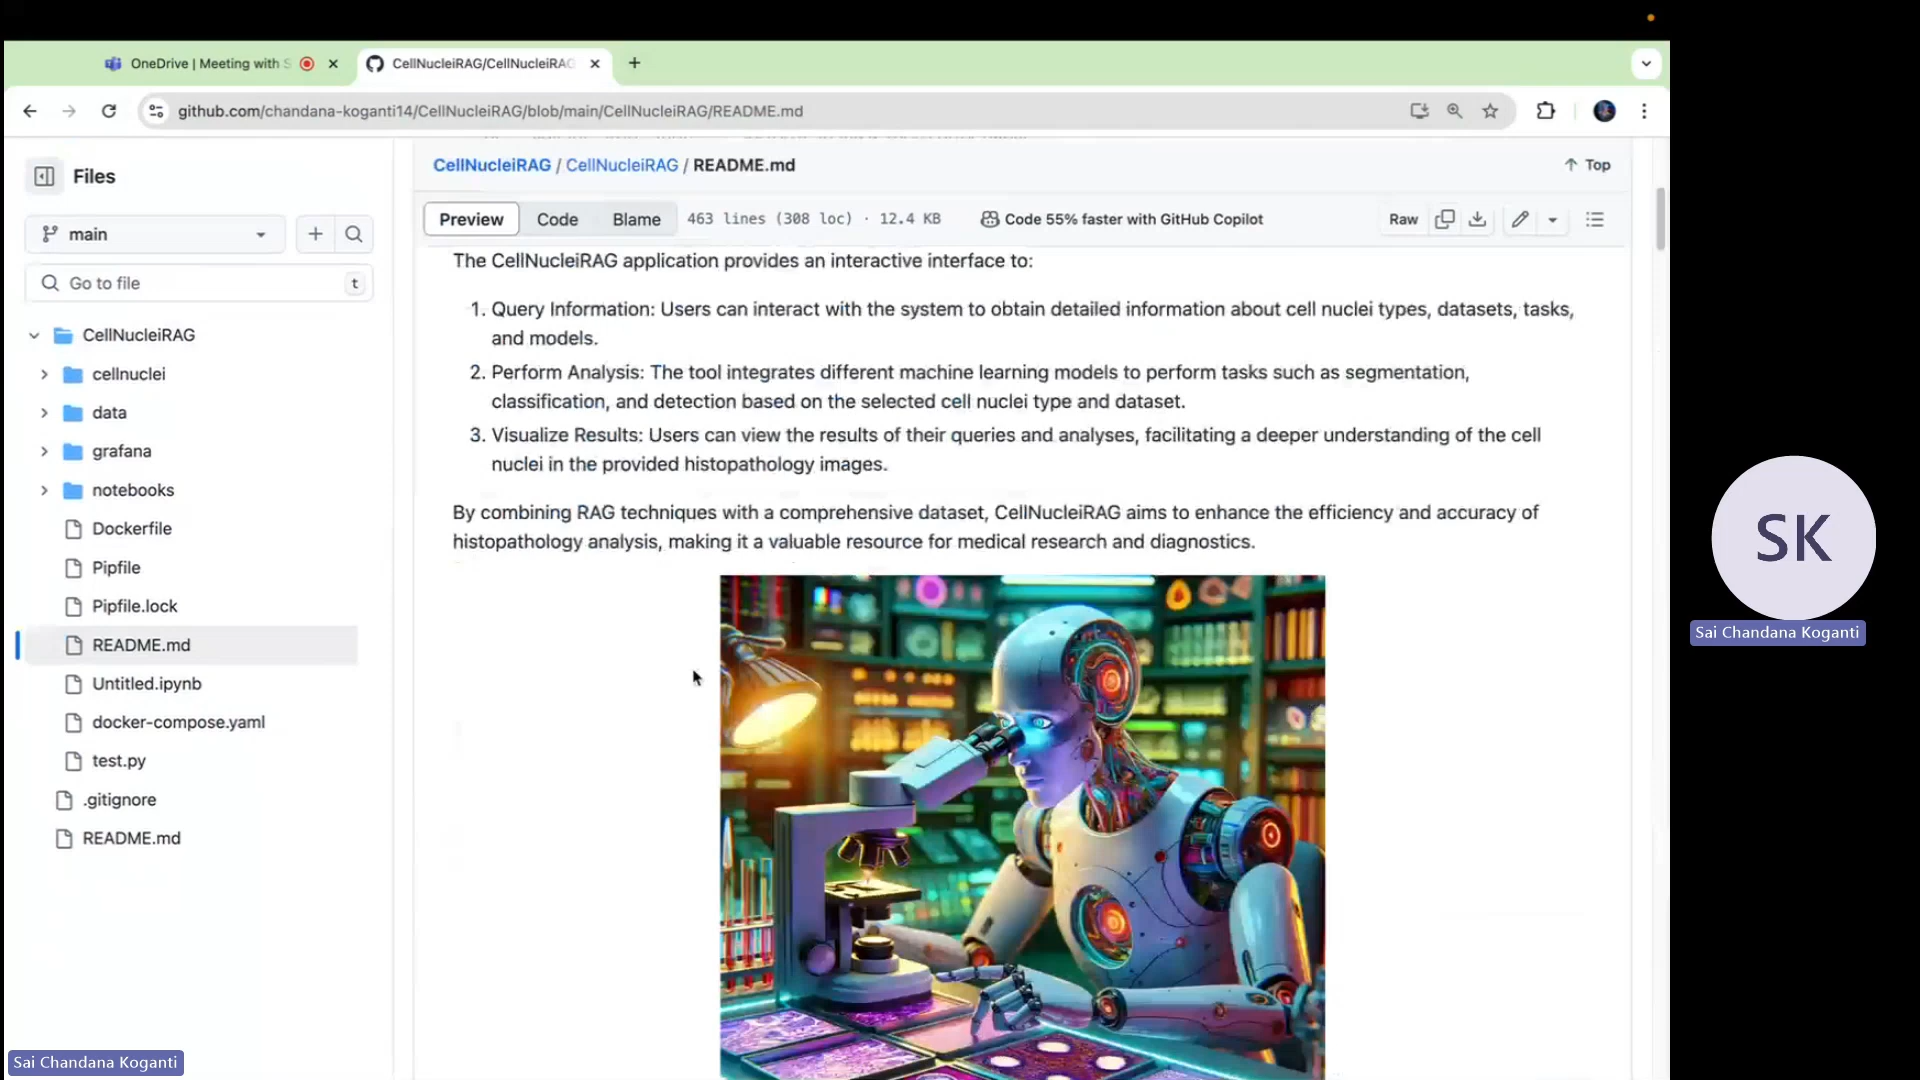 OneDrive | Meeting with S
CellNucleiRAG/CellNucleiRAG
github.com/chandana-koganti14/CellNucleiRAG/blob/main/CellNucleiRAG/README.md
Files
main
Go to file
t
CellNucleiRAG
cellnuclei
data
grafana
notebooks
Dockerfile
Pipfile
Pipfile.lock
README.md
Untitled.ipynb
docker-compose.yaml
test.py
.gitignore
README.md
CellNucleiRAG / CellNucleiRAG / README.md
Top
Preview Code Blame 463 lines (308 loc) · 12.4 KB Code 55% faster with GitHub Copilot Raw
The CellNucleiRAG application provides an interactive interface to:
1. Query Information: Users can interact with the system to obtain detailed information about cell nuclei types, datasets, tasks,
and models.
2. Perform Analysis: The tool integrates different machine learning models to perform tasks such as segmentation,
classification, and detection based on the selected cell nuclei type and dataset.
3. Visualize Results: Users can view the results of their queries and analyses, facilitating a deeper understanding of the cell
nuclei in the provided histopathology images.
By combining RAG techniques with a comprehensive dataset, CellNucleiRAG aims to enhance the efficiency and accuracy of
histopathology analysis, making it a valuable resource for medical research and diagnostics.
SK
Sai Chandana Koganti
Sai Chandana Koganti